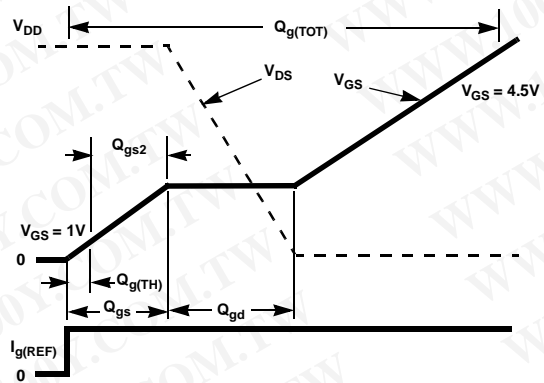 V_DD
Q_g(TOT)
V_DS
V_GS
V_GS = 4.5V
Q_gs2
V_GS = 1V
0
Q_g(TH)
Q_gs
Q_gd
I_g(REF)
0